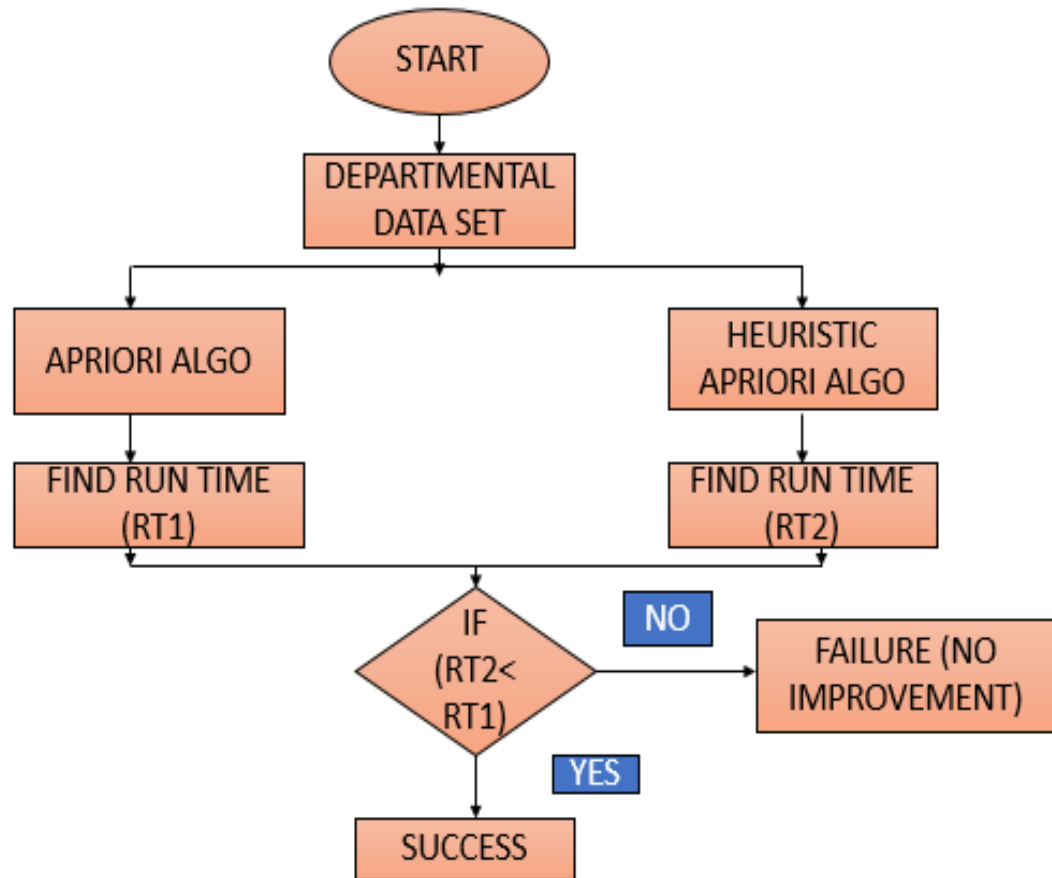 START
DEPARTMENTAL
DATA SET
APRIORI ALGO
HEURISTIC
APRIORI ALGO
FIND RUN TIME
(RT1)
FIND RUN TIME
(RT2)
IF
(RT2<
RT1)
NO
FAILURE (NO
IMPROVEMENT)
YES
SUCCESS